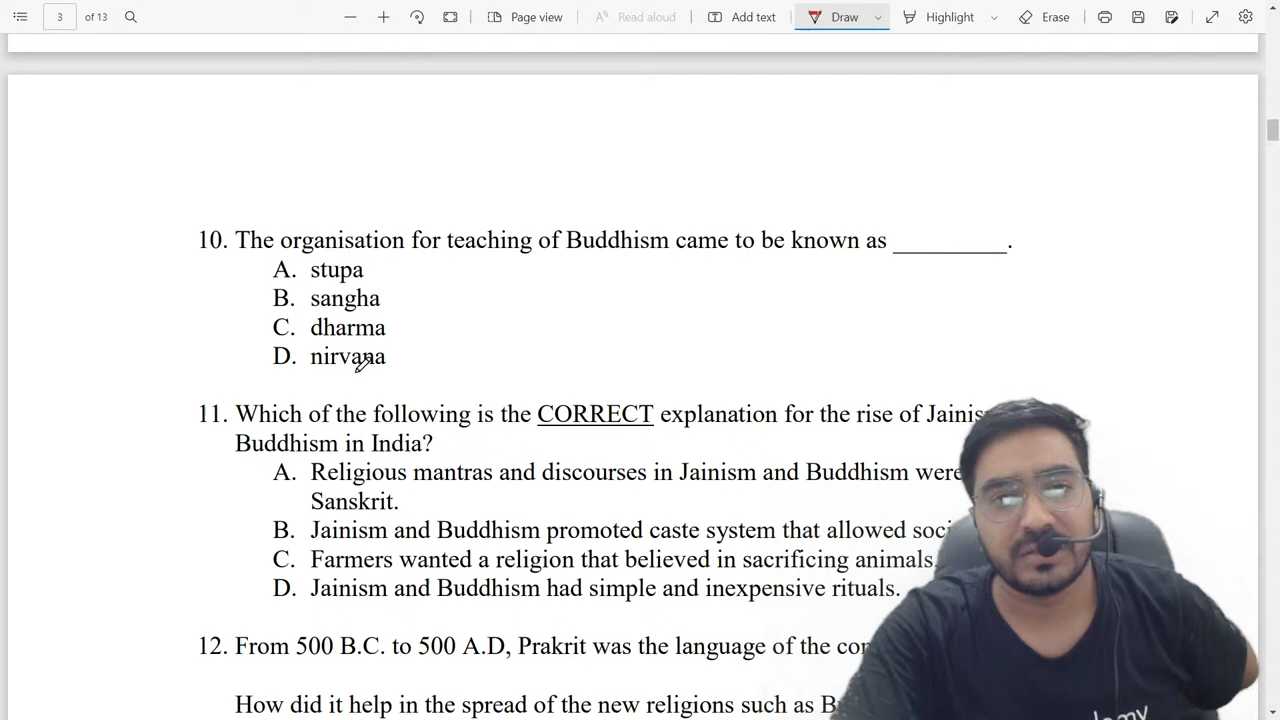 3 of 13 Page view Read aloud Add text Draw Highlight Erase
10. The organisation for teaching of Buddhism came to be known as _________.
A. stupa
B. sangha
C. dharma
D. nirvana
11. Which of the following is the CORRECT explanation for the rise of
Buddhism in India?
A. Religious mantras and discourses in Jainism and Buddhism were
Sanskrit.
B. Jainism and Buddhism promoted caste system that allowed
C. Farmers wanted a religion that believed in sacrificing animals.
D. Jainism and Buddhism had simple and inexpensive rituals.
12. From 500 B.C. to 500 A.D, Prakrit was the language of the
How did it help in the spread of the new religions such as